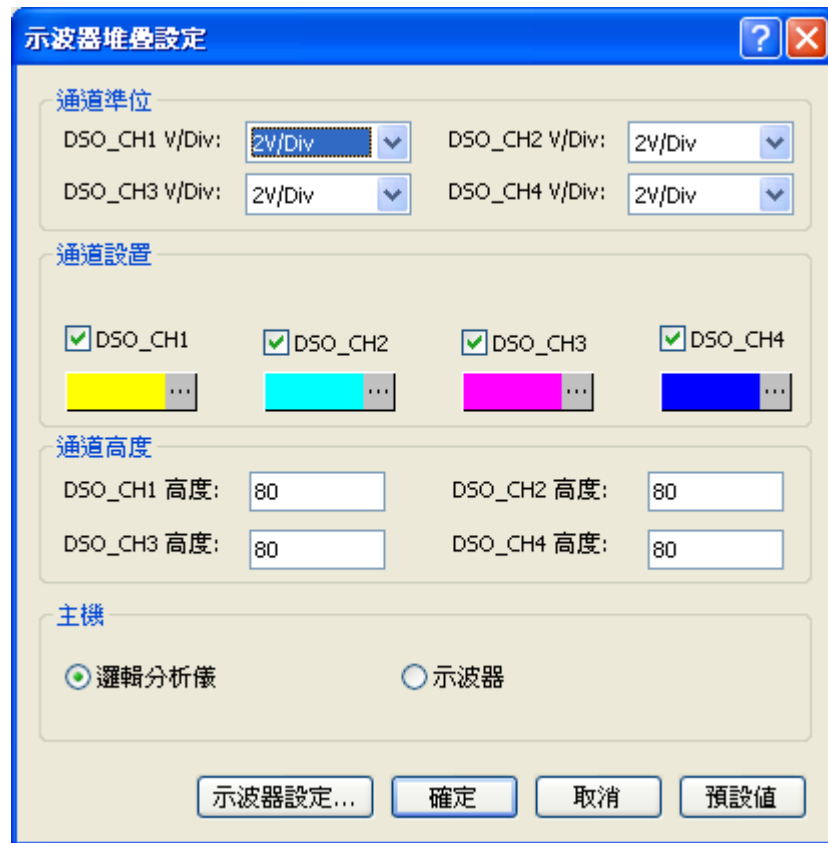 示波器堆疊設定
通道準位
DSO_CH1 V/Div: 2V/Div DSO_CH2 V/Div: 2V/Div
DSO_CH3 V/Div: 2V/Div DSO_CH4 V/Div: 2V/Div
通道設置
DSO_CH1 DSO_CH2 DSO_CH3 DSO_CH4
... ... ... ...
通道高度
DSO_CH1 高度: 80 DSO_CH2 高度: 80
DSO_CH3 高度: 80 DSO_CH4 高度: 80
主機
邏輯分析儀 示波器
示波器設定... 確定 取消 預設值